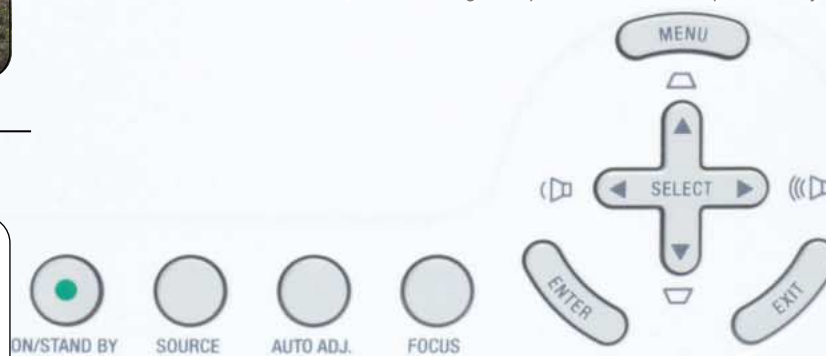 MENU
SELECT
ENTER
EXIT
ON/STAND BY
SOURCE
AUTO ADJ.
FOCUS